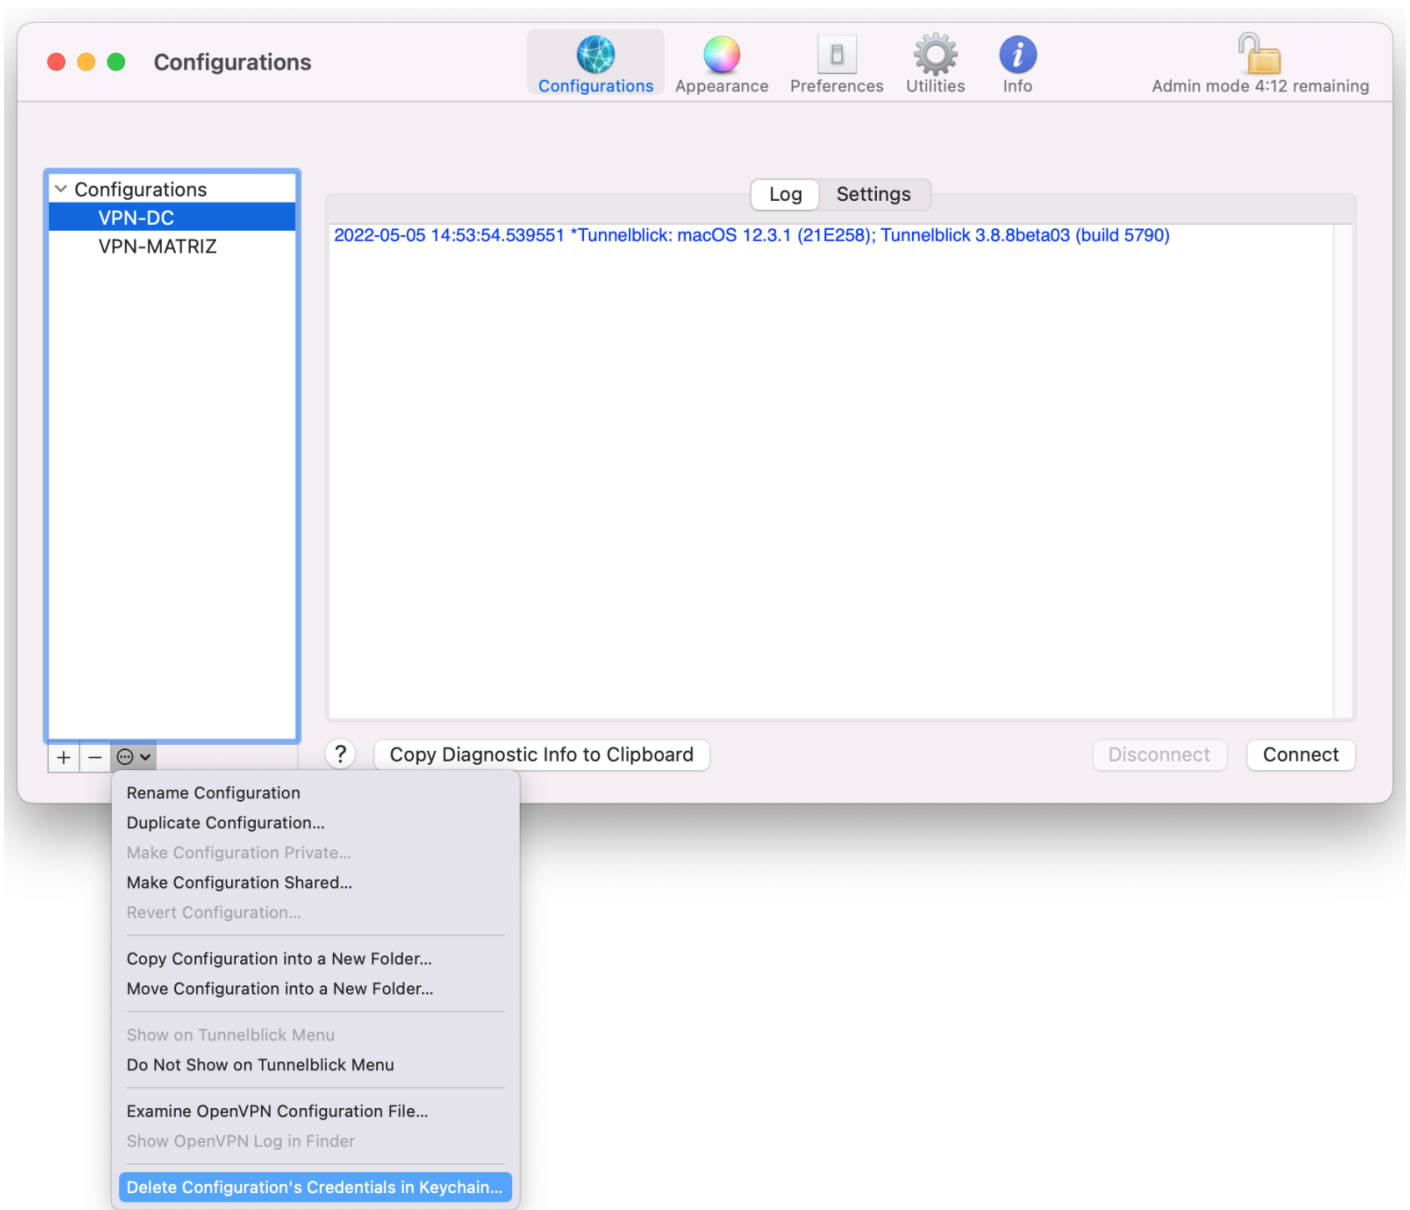 Configurations
Configurations
Appearance
Preferences
Utilities
Info
Admin mode 4:12 remaining
Configurations
VPN-DC
VPN-MATRIZ
Log
Settings
2022-05-05 14:53:54.539551 *Tunnelblick: macOS 12.3.1 (21E258); Tunnelblick 3.8.8beta03 (build 5790)
?
Copy Diagnostic Info to Clipboard
Disconnect
Connect
Rename Configuration
Duplicate Configuration...
Make Configuration Private...
Make Configuration Shared...
Revert Configuration...
Copy Configuration into a New Folder...
Move Configuration into a New Folder...
Show on Tunnelblick Menu
Do Not Show on Tunnelblick Menu
Examine OpenVPN Configuration File...
Show OpenVPN Log in Finder
Delete Configuration's Credentials in Keychain...